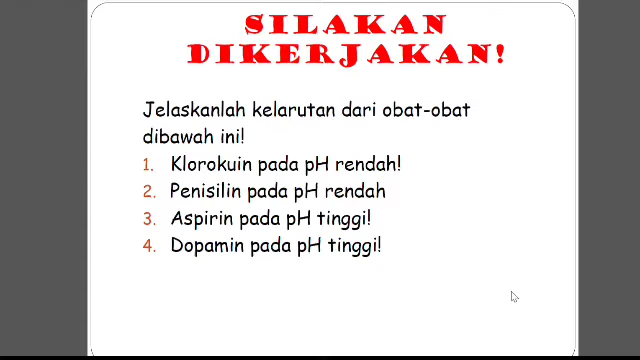 SILAKAN
DIKERJAKAN!
Jelaskanlah kelarutan dari obat-obat
dibawah ini!
1. Klorokuin pada pH rendah!
2. Penisilin pada pH rendah
3. Aspirin pada pH tinggi!
4. Dopamin pada pH tinggi!